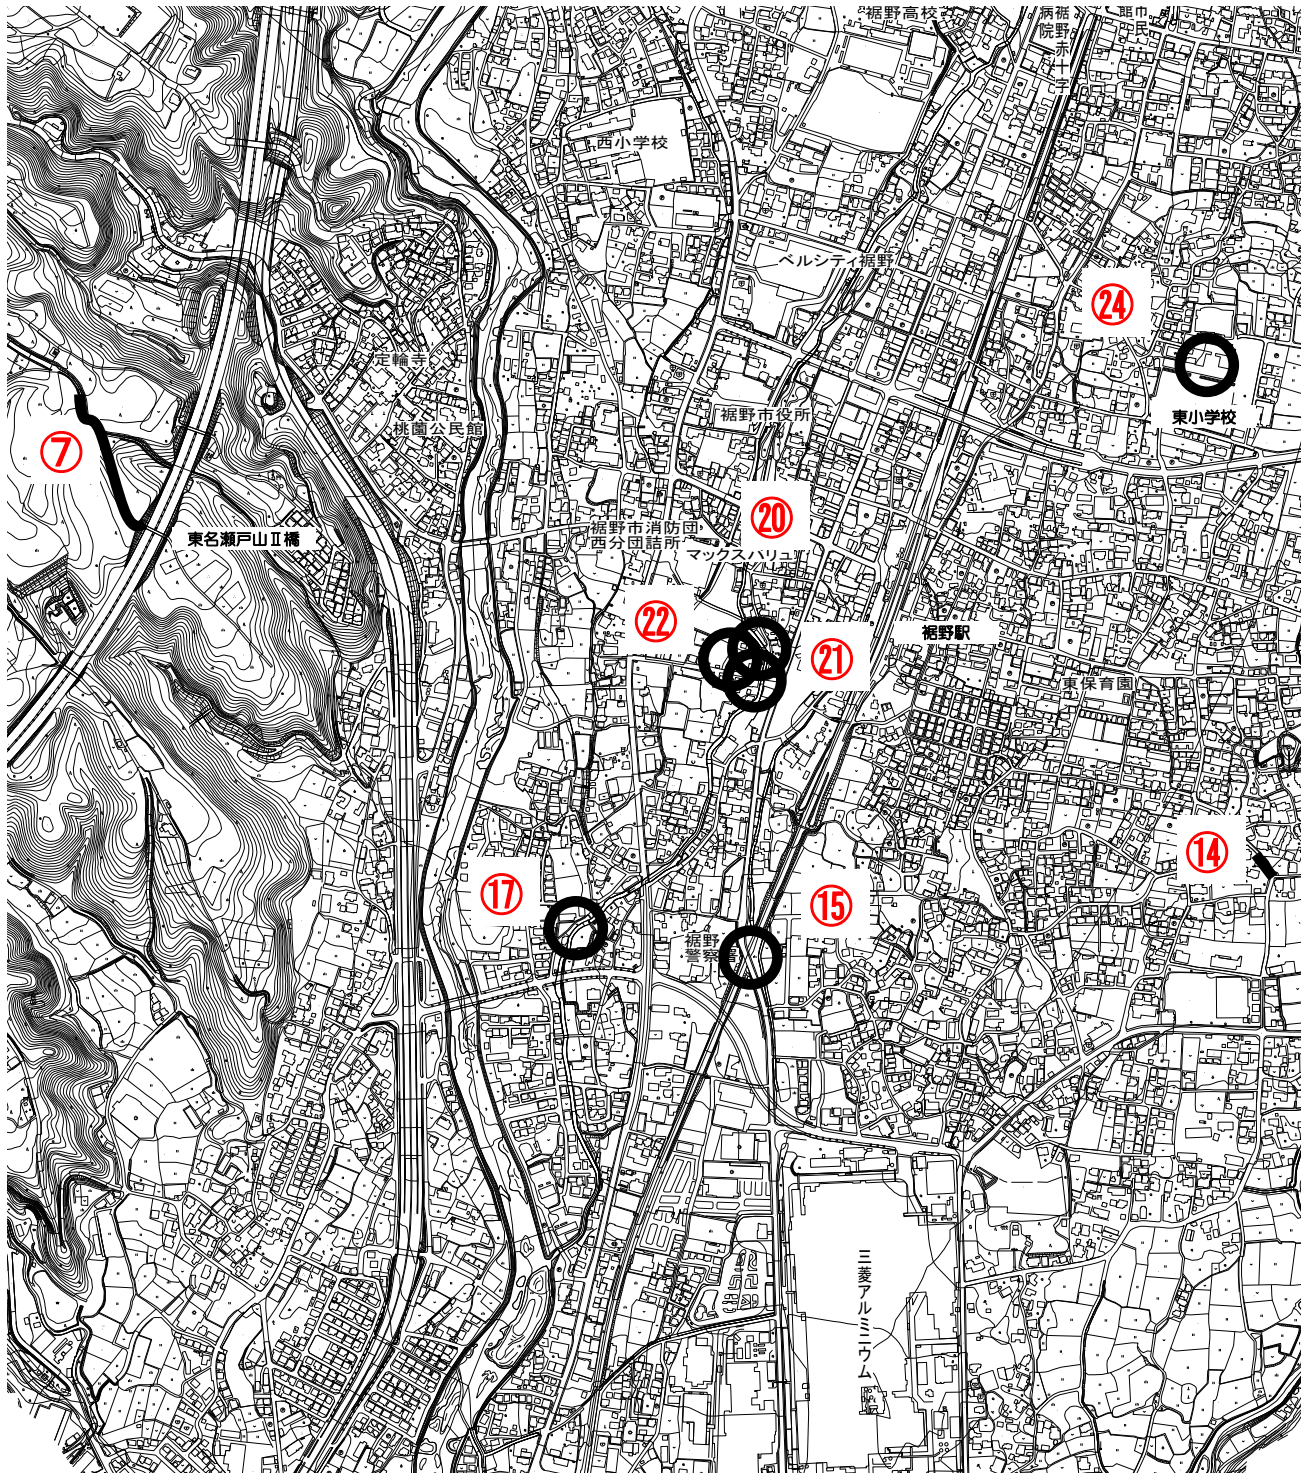 裾野高校
裾野赤十字
病院
市民
館
西小学校
ベルシティ裾野
㉔
定輪寺
桃園公民館
裾野市役所
東小学校
⑦
⑳
東名瀬戸山Ⅱ橋
裾野市消防団
西分団詰所
マックスバリュ
㉒
㉑
裾野駅
東保育園
⑭
⑰
⑮
裾野
警察署
三菱アルミニウム